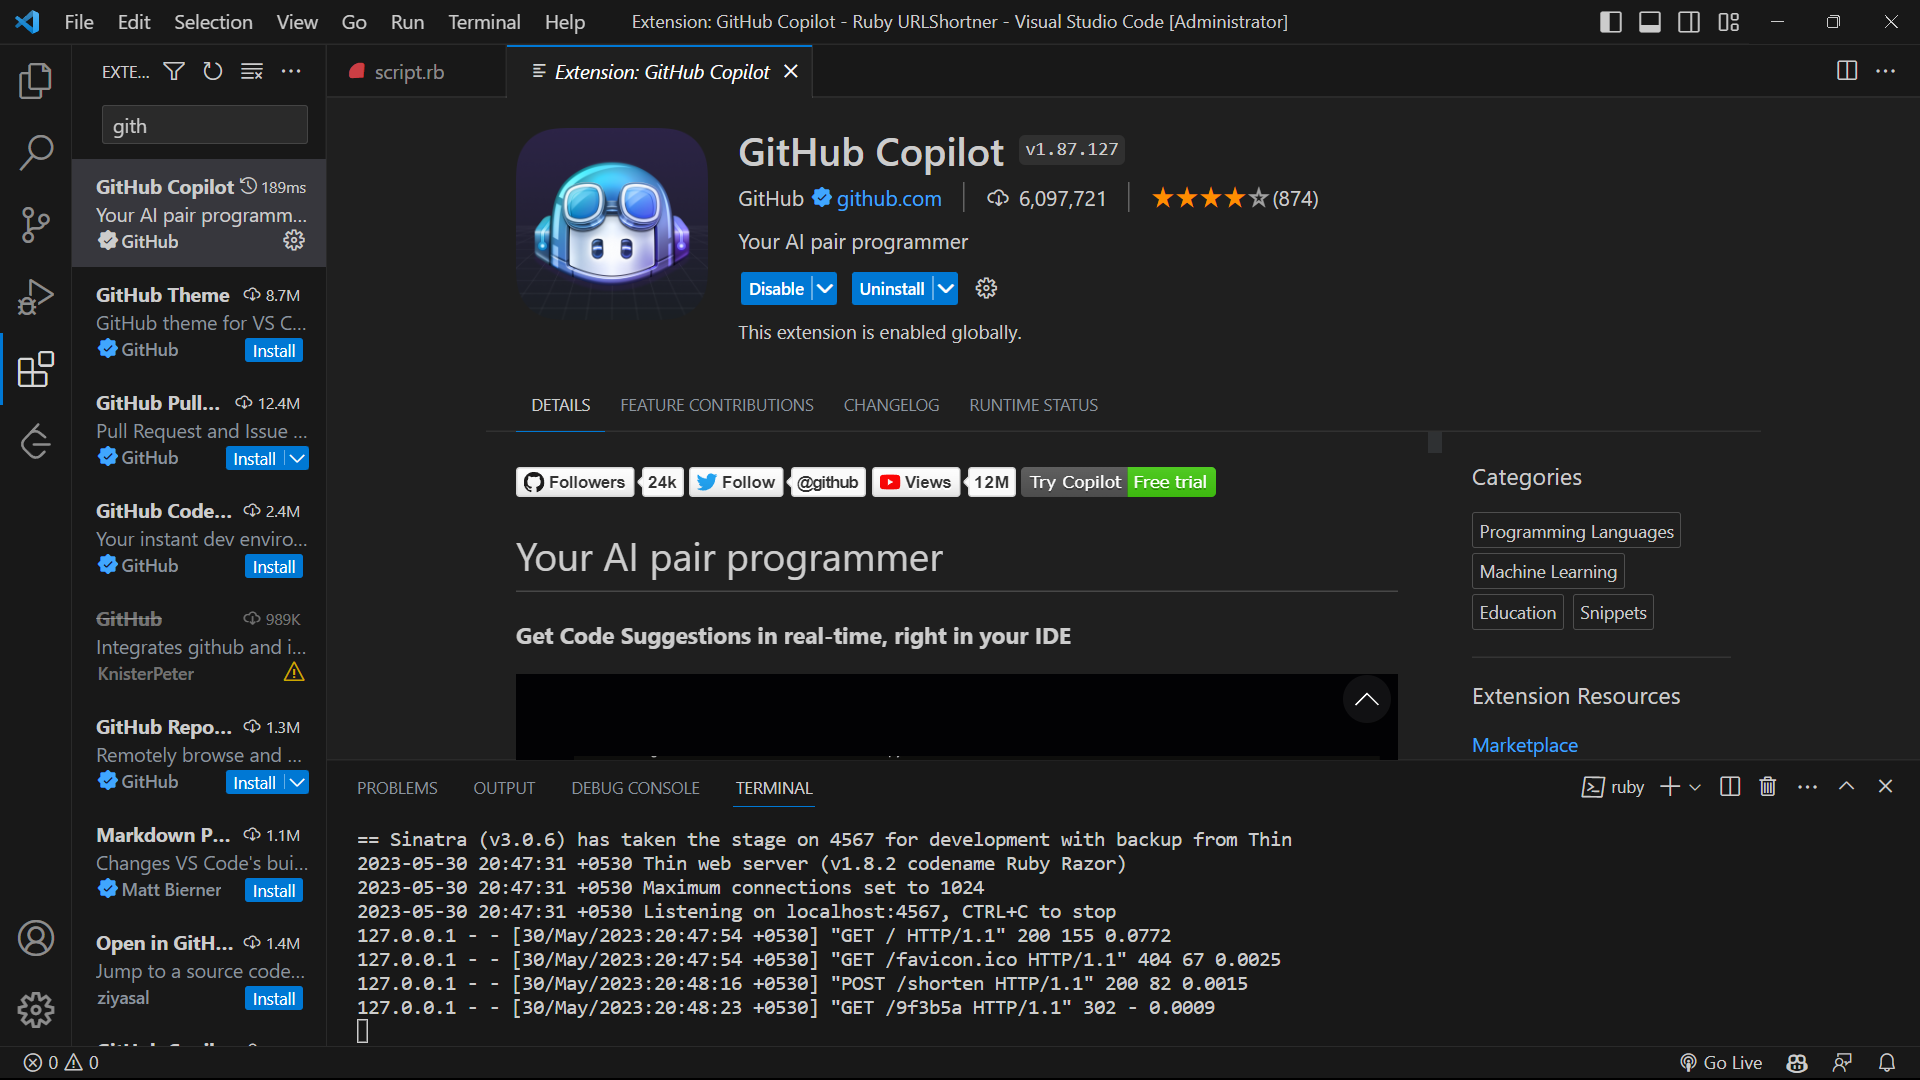 File Edit Selection View Go Run Terminal Help
Extension: GitHub Copilot - Ruby URLShortner - Visual Studio Code [Administrator]
EXTE...
gith
GitHub Copilot 189ms
Your AI pair programm...
GitHub
GitHub Theme 8.7M
GitHub theme for VS C...
GitHub Install
GitHub Pull... 12.4M
Pull Request and Issue ...
GitHub Install
GitHub Code... 2.4M
Your instant dev enviro...
GitHub Install
GitHub 989K
Integrates github and i...
KnisterPeter
GitHub Repo... 1.3M
Remotely browse and ...
GitHub Install
Markdown P... 1.1M
Changes VS Code's bui...
Matt Bierner Install
Open in GitH... 1.4M
Jump to a source code...
ziyasal Install
script.rb
Extension: GitHub Copilot
GitHub Copilot v1.87.127
GitHub github.com 6,097,721 (874)
Your AI pair programmer
Disable Uninstall
This extension is enabled globally.
DETAILS FEATURE CONTRIBUTIONS CHANGELOG RUNTIME STATUS
Followers 24k Follow @github Views 12M Try Copilot Free trial
Your AI pair programmer
Get Code Suggestions in real-time, right in your IDE
Categories
Programming Languages
Machine Learning
Education Snippets
Extension Resources
Marketplace
PROBLEMS OUTPUT DEBUG CONSOLE TERMINAL
ruby
== Sinatra (v3.0.6) has taken the stage on 4567 for development with backup from Thin
2023-05-30 20:47:31 +0530 Thin web server (v1.8.2 codename Ruby Razor)
2023-05-30 20:47:31 +0530 Maximum connections set to 1024
2023-05-30 20:47:31 +0530 Listening on localhost:4567, CTRL+C to stop
127.0.0.1 - - [30/May/2023:20:47:54 +0530] "GET / HTTP/1.1" 200 155 0.0772
127.0.0.1 - - [30/May/2023:20:47:54 +0530] "GET /favicon.ico HTTP/1.1" 404 67 0.0025
127.0.0.1 - - [30/May/2023:20:48:16 +0530] "POST /shorten HTTP/1.1" 200 82 0.0015
127.0.0.1 - - [30/May/2023:20:48:23 +0530] "GET /9f3b5a HTTP/1.1" 302 - 0.0009
0 0
Go Live